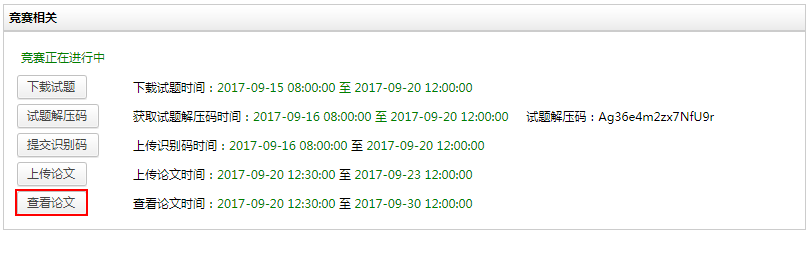 竞赛相关
竞赛正在进行中
下载试题 下载试题时间：2017-09-15 08:00:00 至 2017-09-20 12:00:00
试题解压码 获取试题解压码时间：2017-09-16 08:00:00 至 2017-09-20 12:00:00 试题解压码：Ag36e4m2zx7NfU9r
提交识别码 上传识别码时间：2017-09-16 08:00:00 至 2017-09-20 12:00:00
上传论文 上传论文时间：2017-09-20 12:30:00 至 2017-09-23 12:00:00
查看论文 查看论文时间：2017-09-20 12:30:00 至 2017-09-30 12:00:00